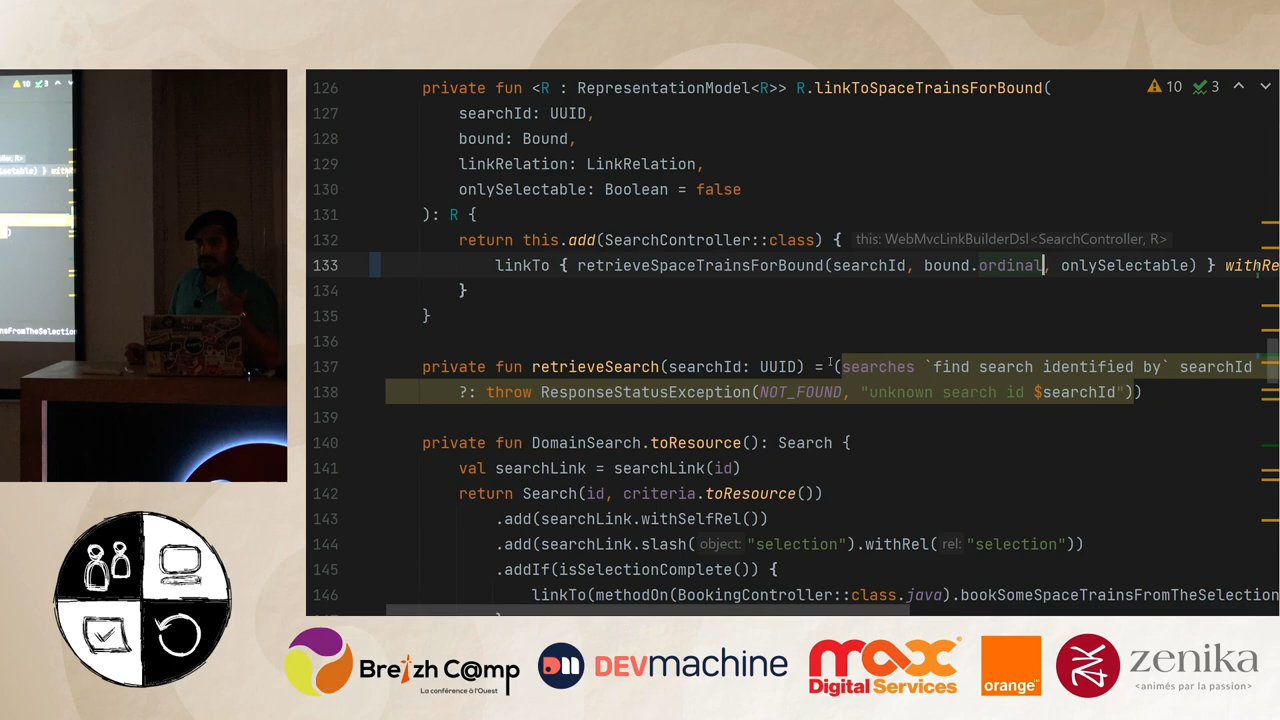 10 3
126 private fun <R : RepresentationModel<R>> R.linkToSpaceTrainsForBound(
127 searchId: UUID,
128 bound: Bound,
129 linkRelation: LinkRelation,
130 onlySelectable: Boolean = false
131 ): R {
132 return this.add(SearchController::class) { this: WebMvcLinkBuilderDsl<SearchController, R>
133 linkTo { retrieveSpaceTrainsForBound(searchId, bound.ordinal, onlySelectable) } withRe
134 }
135 }
136
137 private fun retrieveSearch(searchId: UUID) = (searches `find search identified by` searchId
138 ?: throw ResponseStatusException(NOT_FOUND, "unknown search id $searchId"))
139
140 private fun DomainSearch.toResource(): Search {
141 val searchLink = searchLink(id)
142 return Search(id, criteria.toResource())
143 .add(searchLink.withSelfRel())
144 .add(searchLink.slash( object: "selection").withRel( rel: "selection"))
145 .addIf(isSelectionComplete()) {
146 linkTo(methodOn(BookingController::class.java).bookSomeSpaceTrainsFromTheSelection
10 3
Breizh C@mp
La conférence à l'Ouest
DEVmachine
max
Digital Services
orange
zenika
<animés par la passion>